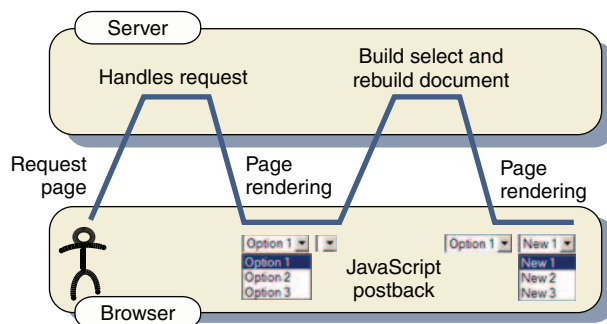 Server
Handles request
Build select and
rebuild document
Request
page
Page
rendering
Page
rendering
Option 1
Option 1
Option 2
Option 3
JavaScript
postback
Option 1
New 1
New 1
New 2
New 3
Browser